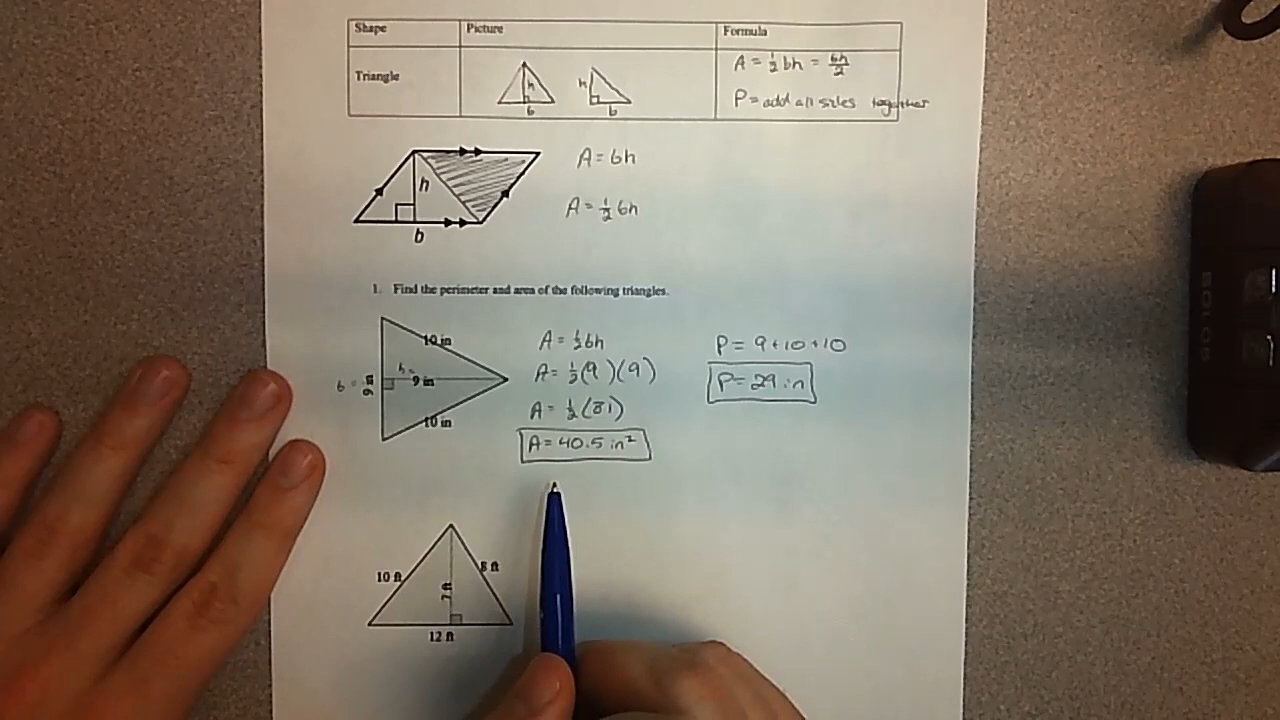 Shape Picture Formula
Triangle
h
b
h
b
A = 1/2 bh = bh/2
P = add all sides together
h
b
A = bh
A = 1/2 bh
1. Find the perimeter and area of the following triangles.
10 in
b = 9 in
h = 9 in
10 in
A = 1/2 bh
A = 1/2 (9)(9)
A = 1/2 (81)
A = 40.5 in²
P = 9 + 10 + 10
P = 29 in
10 ft
7 ft
8 ft
12 ft
SOLO5